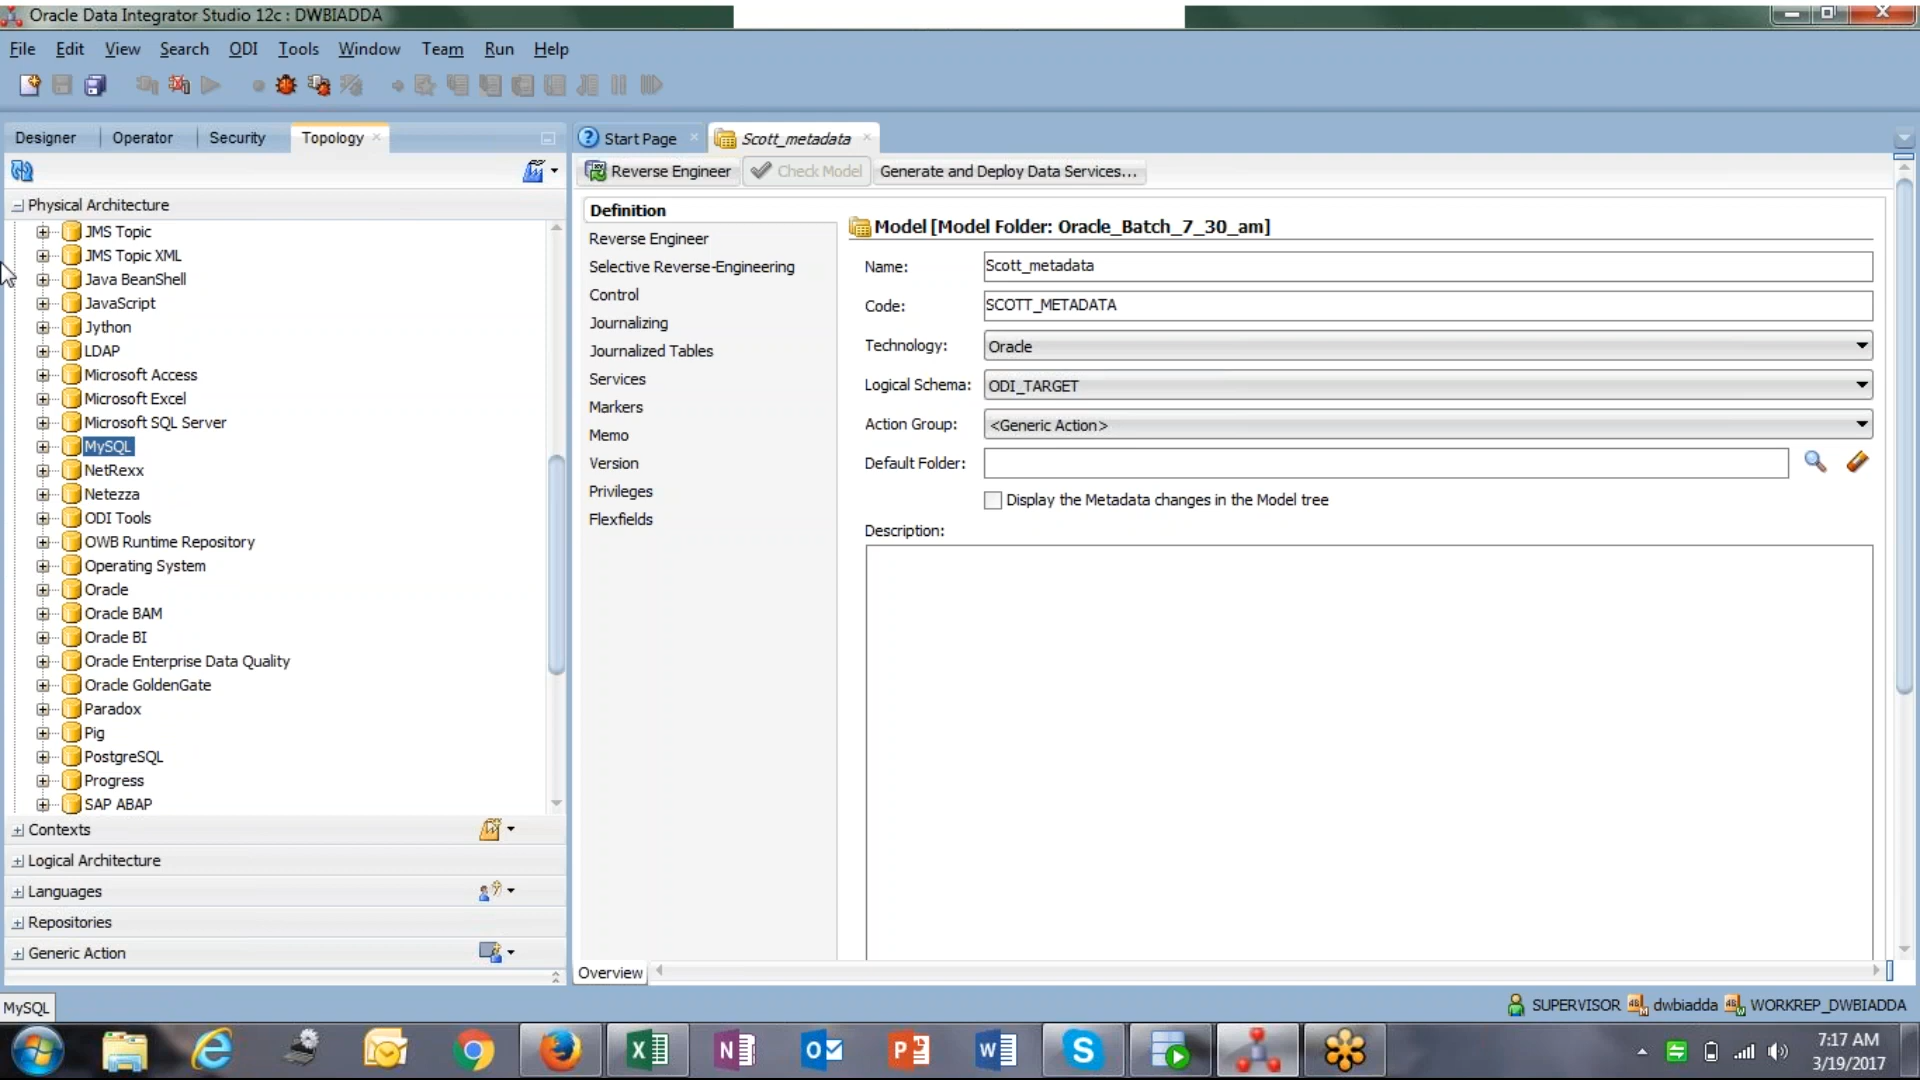 Oracle Data Integrator Studio 12c : DWBIADDA
File Edit View Search ODI Tools Window Team Run Help
Designer Operator Security Topology
Start Page Scott_metadata
Reverse Engineer Check Model Generate and Deploy Data Services...
Physical Architecture
JMS Topic
JMS Topic XML
Java BeanShell
JavaScript
Jython
LDAP
Microsoft Access
Microsoft Excel
Microsoft SQL Server
MySQL
NetRexx
Netezza
ODI Tools
OWB Runtime Repository
Operating System
Oracle
Oracle BAM
Oracle BI
Oracle Enterprise Data Quality
Oracle GoldenGate
Paradox
Pig
PostgreSQL
Progress
SAP ABAP
Contexts
Logical Architecture
Languages
Repositories
Generic Action
Definition
Reverse Engineer
Selective Reverse-Engineering
Control
Journalizing
Journalized Tables
Services
Markers
Memo
Version
Privileges
Flexfields
Model [Model Folder: Oracle_Batch_7_30_am]
Name: Scott_metadata
Code: SCOTT_METADATA
Technology: Oracle
Logical Schema: ODI_TARGET
Action Group: <Generic Action>
Default Folder:
Display the Metadata changes in the Model tree
Description:
Overview
MySQL
SUPERVISOR dwbiadda WORKREP_DWBIADDA
7:17 AM
3/19/2017